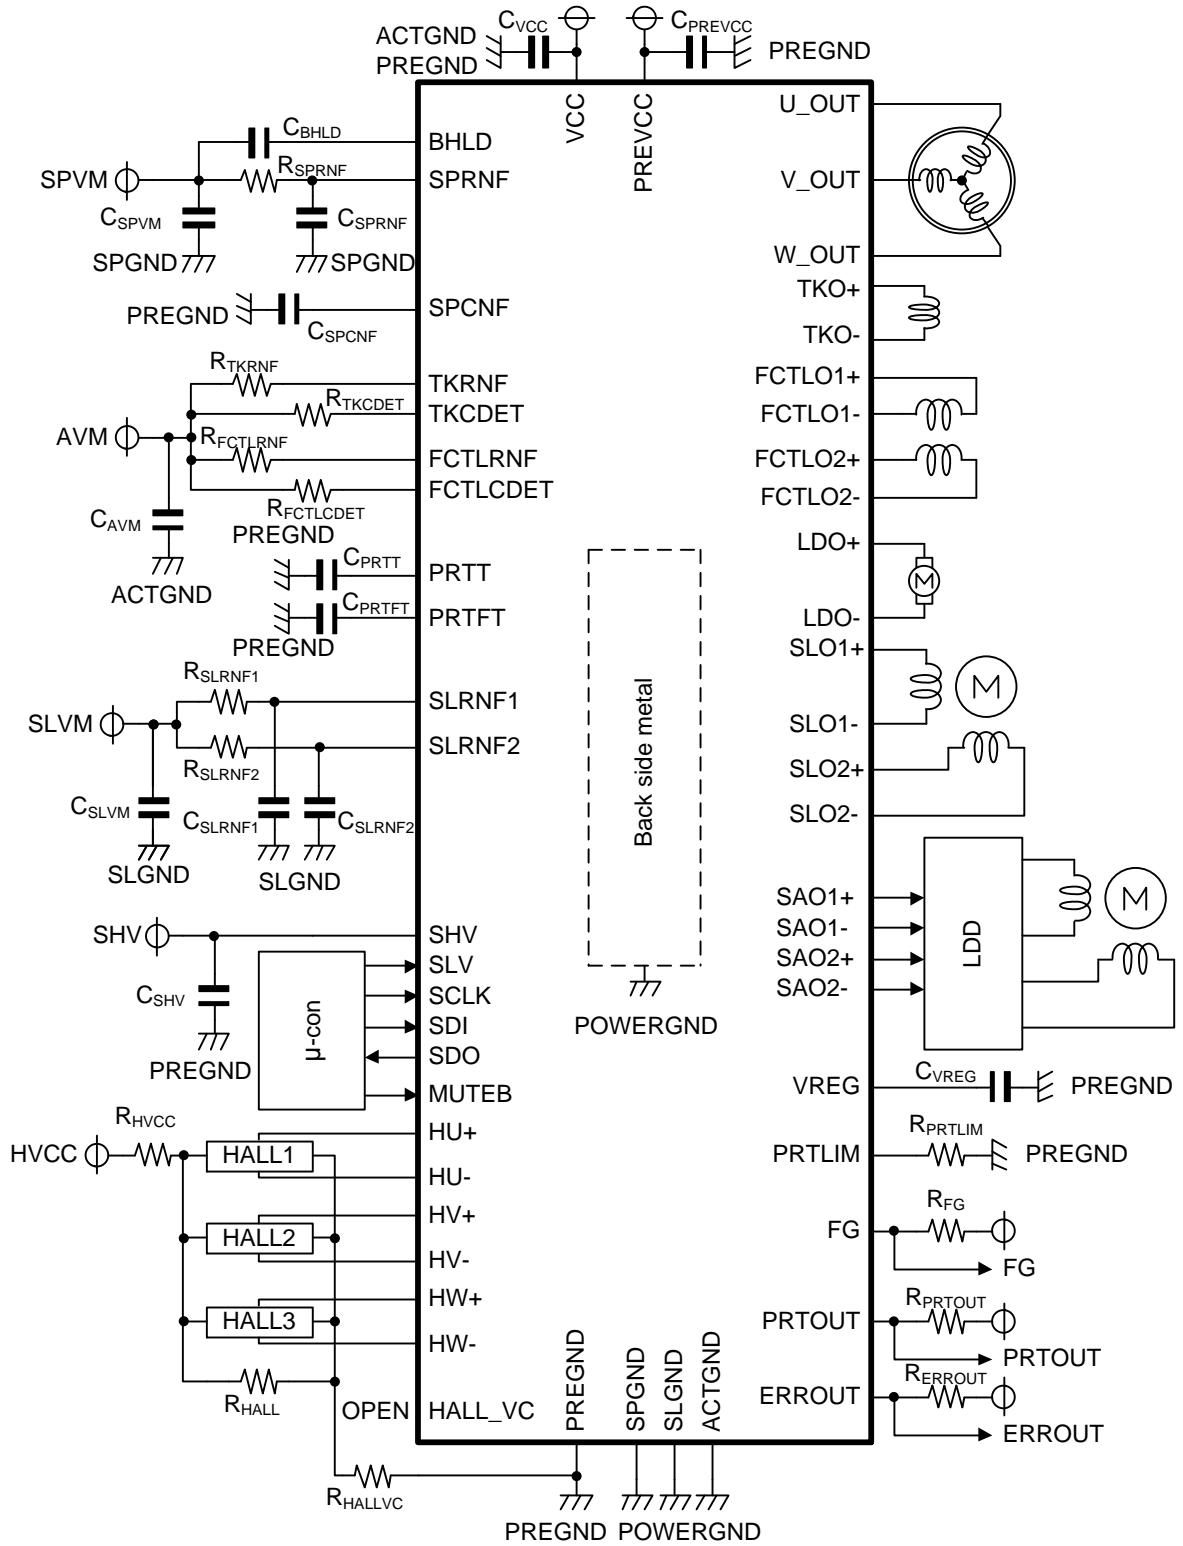 ACTGND
PREGND
CVCC
CPREVCC
PREGND
VCC
PREVCC
CBHLD
BHLD
RSPRNF
SPVM
SPRNF
CSPVM
CSPRNF
SPGND
SPGND
PREGND
CSPCNF
SPCNF
RTKRNF
TKRNF
RTKCDET
TKCDET
AVM
RFCTLRNF
FCTLRNF
FCTLCDET
RFCTLCDET
CAVM
ACTGND
PREGND
CPRTT
PRTT
CPRTFT
PRTFT
PREGND
RSLRNF1
SLRNF1
SLVM
SLRNF2
RSLRNF2
CSLVM
CSLRNF1
CSLRNF2
SLGND
SLGND
SHV
SHV
CSHV
PREGND
μ-con
SLV
SCLK
SDI
SDO
MUTEB
RHVCC
HVCC
HALL1
HU+
HU-
HALL2
HV+
HV-
HALL3
HW+
HW-
RHALL
OPEN
HALL_VC
RHALLVC
Back side metal
POWERGND
U_OUT
V_OUT
W_OUT
TKO+
TKO-
FCTLO1+
FCTLO1-
FCTLO2+
FCTLO2-
LDO+
M
LDO-
SLO1+
M
SLO1-
SLO2+
SLO2-
SAO1+
SAO1-
SAO2+
SAO2-
LDD
M
VREG
CVREG
PREGND
PRTLIM
RPRTLIM
PREGND
FG
RFG
FG
PRTOUT
RPRTOUT
PRTOUT
ERROUT
RERROUT
ERROUT
PREGND
SPGND
SLGND
ACTGND
PREGND
POWERGND